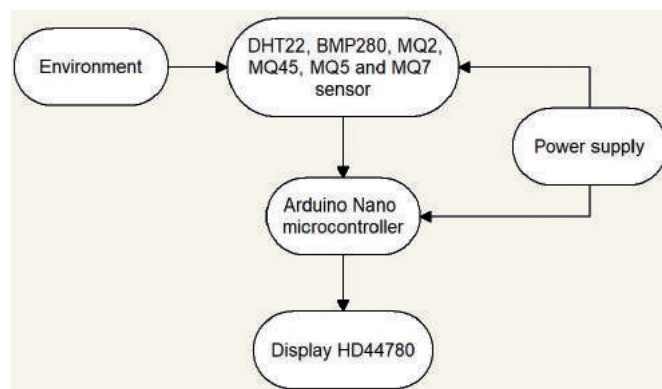 Environment
DHT22, BMP280, MQ2,
MQ45, MQ5 and MQ7
sensor
Power supply
Arduino Nano
microcontroller
Display HD44780